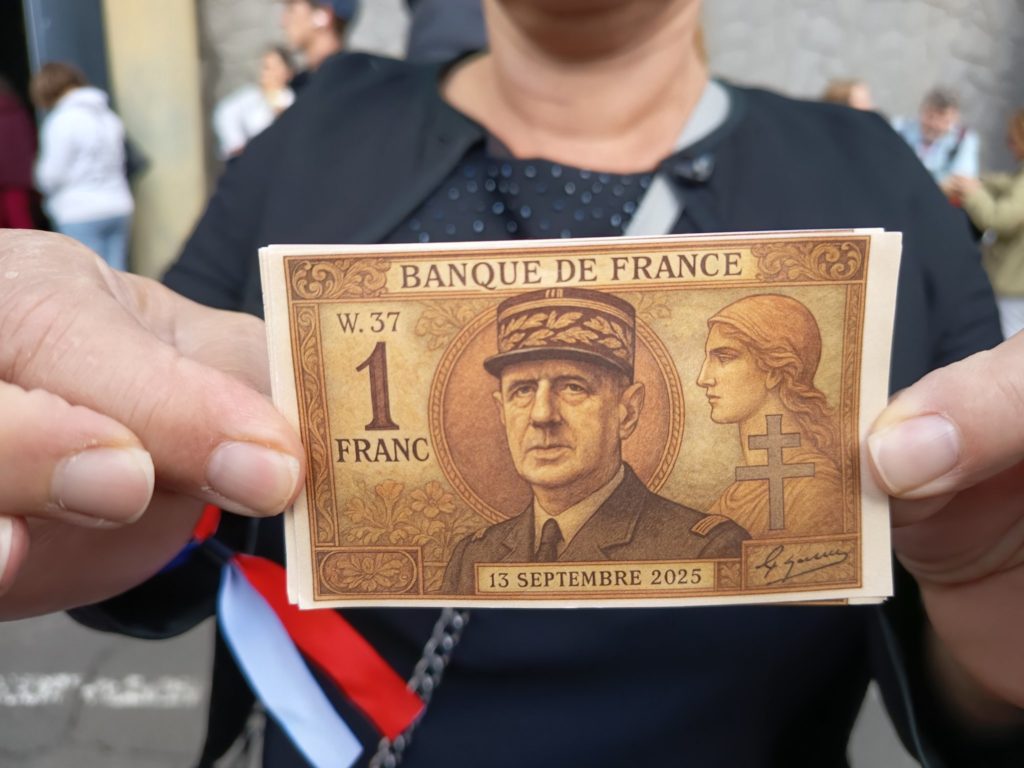 BANQUE DE FRANCE
W. 37
1
FRANC
13 SEPTEMBRE 2025